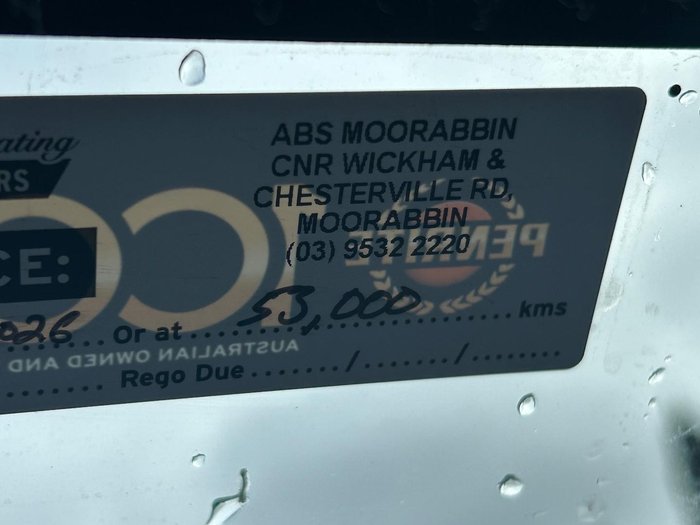 ating
RS
ABS MOORABBIN
CNR WICKHAM &
CHESTERVILLE RD,
MOORABBIN
(03) 9532 2220
PENRITE
CE:
026 Or at 53,000 kms
AUSTRALIAN OWNED AND
Rego Due ......./......./........